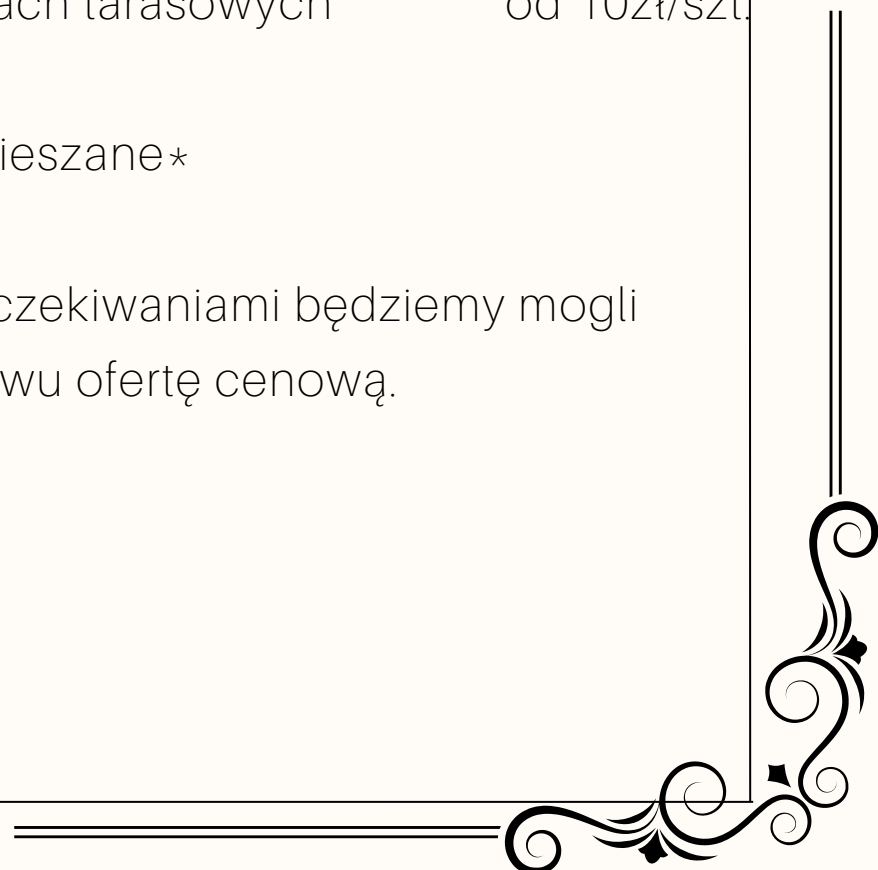 ach tarasowych od 10zł/szt.
ieszane*
czekiwaniami będziemy mogli
wu ofertę cenową.